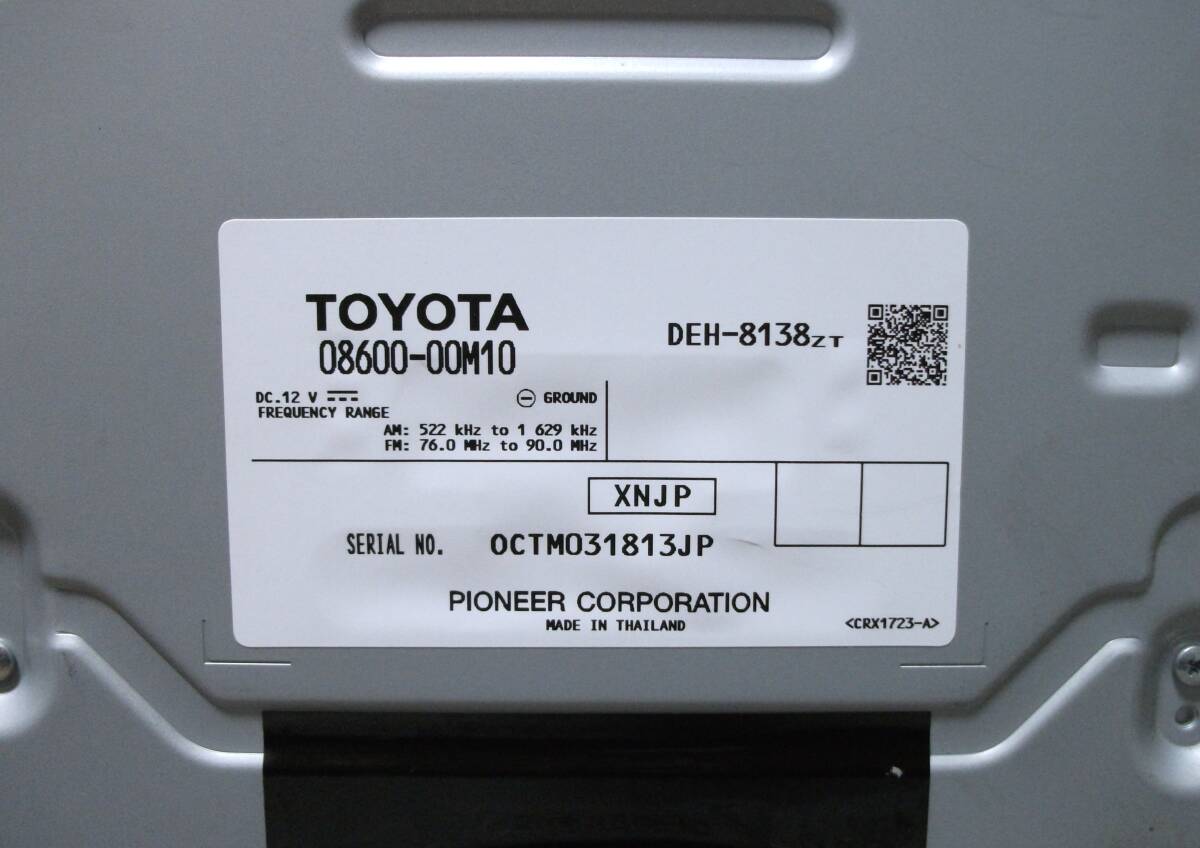 TOYOTA
08600-00M10
DEH-8138ZT
DC.12 V
GROUND
FREQUENCY RANGE
AM: 522 kHz to 1 629 kHz
FM: 76.0 MHz to 90.0 MHz
XNJP
SERIAL NO. OCTM031813JP
PIONEER CORPORATION
MADE IN THAILAND
<CRX1723-A>